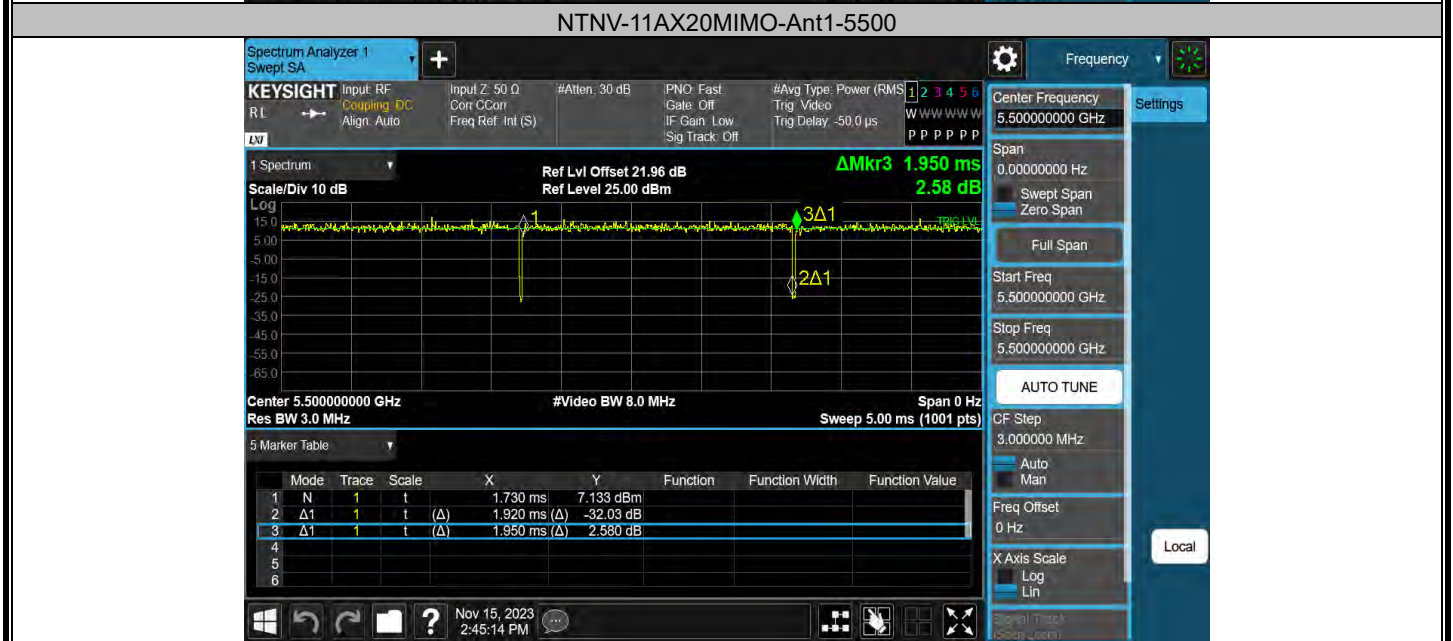 NTNV-11AX20MIMO-Ant1-5500
Spectrum Analyzer 1
Swept SA
+
Frequency
KEYSIGHT
RL
LXI
Input: RF
Coupling: DC
Align: Auto
Input Z: 50 Ω
Corr CCorr
Freq Ref: Int (S)
#Atten: 30 dB
PNO: Fast
Gate: Off
IF Gain: Low
Sig Track: Off
#Avg Type: Power (RMS
Trig: Video
Trig Delay: -50.0 µs
1 2 3 4 5 6
W W W W W W
P P P P P P
1 Spectrum
Scale/Div 10 dB
Log
Ref Lvl Offset 21.96 dB
Ref Level 25.00 dBm
ΔMkr3 1.950 ms
2.58 dB
15.0
5.00
-5.00
-15.0
-25.0
-35.0
-45.0
-55.0
-65.0
1
3Δ1
2Δ1
TRIG LVL
Center 5.500000000 GHz
Res BW 3.0 MHz
#Video BW 8.0 MHz
Span 0 Hz
Sweep 5.00 ms (1001 pts)
5 Marker Table
Mode Trace Scale X Y Function Function Width Function Value
1 N 1 t 1.730 ms 7.133 dBm
2 Δ1 1 t (Δ) 1.920 ms (Δ) -32.03 dB
3 Δ1 1 t (Δ) 1.950 ms (Δ) 2.580 dB
4
5
6
Center Frequency
5.500000000 GHz
Settings
Span
0.00000000 Hz
Swept Span
Zero Span
Full Span
Start Freq
5.500000000 GHz
Stop Freq
5.500000000 GHz
AUTO TUNE
CF Step
3.000000 MHz
Auto
Man
Freq Offset
0 Hz
X Axis Scale
Log
Lin
Local
?
Nov 15, 2023
2:45:14 PM